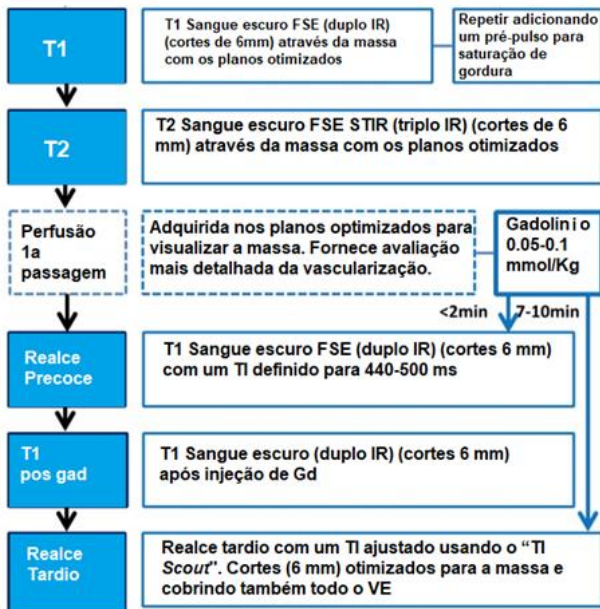 T1
T1 Sangue escuro FSE (duplo IR)
(cortes de 6mm) através da massa
com os planos otimizados
Repetir adicionando
um pré-pulso para
saturação de
gordura
T2
T2 Sangue escuro FSE STIR (triplo IR) (cortes de 6
mm) através da massa com os planos otimizados
Perfusão
1a
passagem
Adquirida nos planos optimizados para
visualizar a massa. Fornece avaliação
mais detalhada da vascularização.
Gadolínio
0.05-0.1
mmol/Kg
<2min
7-10min
Realce
Precoce
T1 Sangue escuro FSE (duplo IR) (cortes 6 mm)
com um TI definido para 440-500 ms
T1
pos gad
T1 Sangue escuro (duplo IR) (cortes 6 mm)
após injeção de Gd
Realce
Tardio
Realce tardio com um TI ajustado usando o “TI
Scout”. Cortes (6 mm) otimizados para a massa e
cobrindo também todo o VE